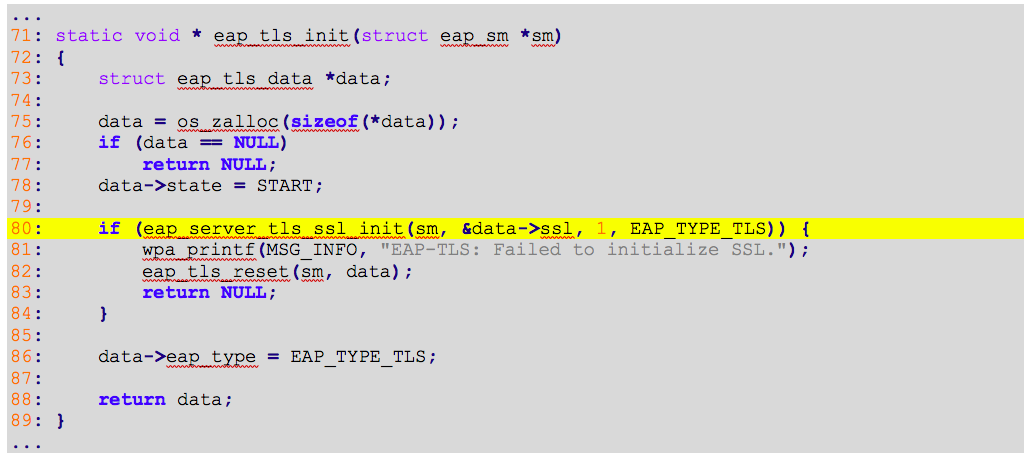 ...
71: static void * eap_tls_init(struct eap_sm *sm)
72: {
73:     struct eap_tls_data *data;
74:
75:     data = os_zalloc(sizeof(*data));
76:     if (data == NULL)
77:         return NULL;
78:     data->state = START;
79:
80:     if (eap_server_tls_ssl_init(sm, &data->ssl, 1, EAP_TYPE_TLS)) {
81:         wpa_printf(MSG_INFO, "EAP-TLS: Failed to initialize SSL.");
82:         eap_tls_reset(sm, data);
83:         return NULL;
84:     }
85:
86:     data->eap_type = EAP_TYPE_TLS;
87:
88:     return data;
89: }
...